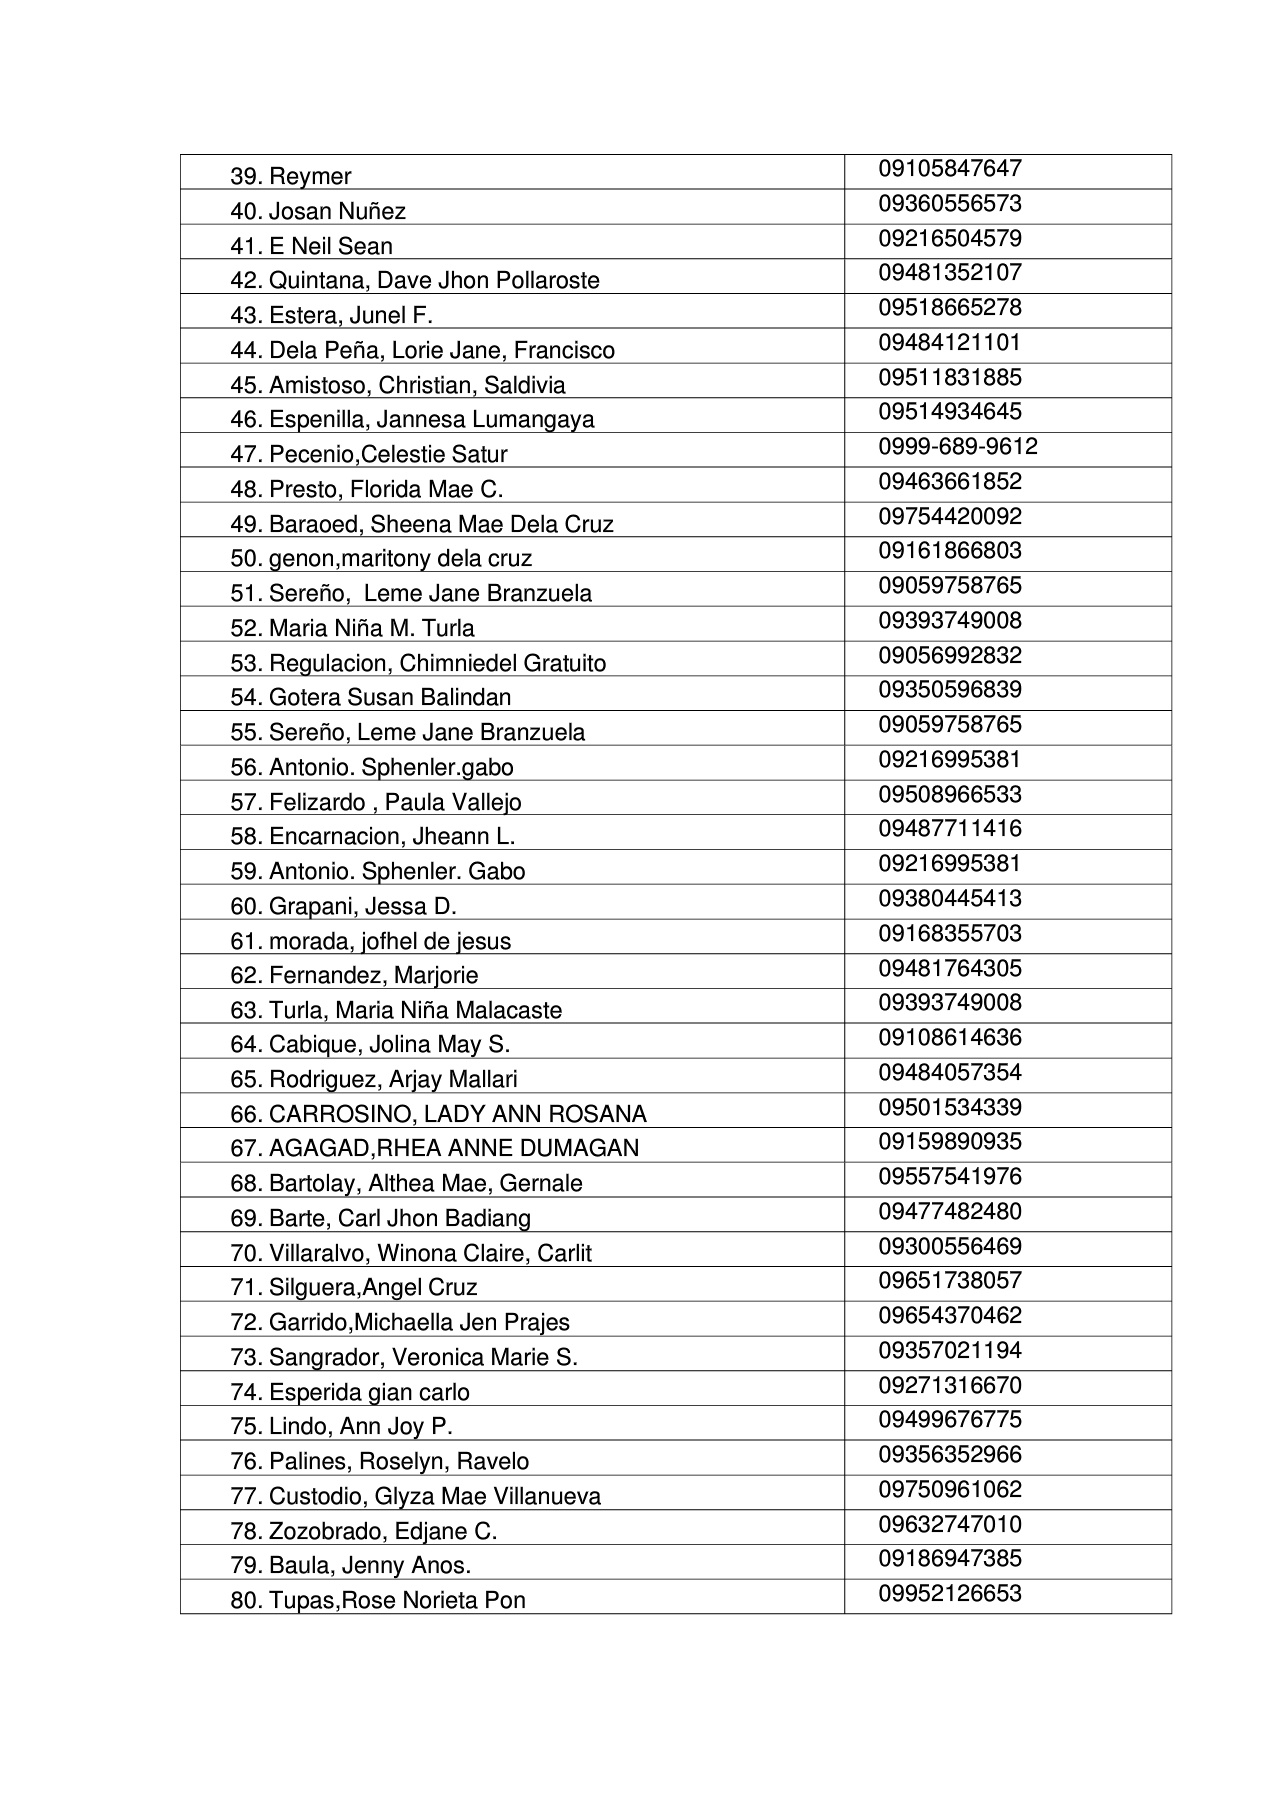 39. Reymer 09105847647
40. Josan Nuñez 09360556573
41. E Neil Sean 09216504579
42. Quintana, Dave Jhon Pollaroste 09481352107
43. Estera, Junel F. 09518665278
44. Dela Peña, Lorie Jane, Francisco 09484121101
45. Amistoso, Christian, Saldivia 09511831885
46. Espenilla, Jannesa Lumangaya 09514934645
47. Pecenio,Celestie Satur 0999-689-9612
48. Presto, Florida Mae C. 09463661852
49. Baraoed, Sheena Mae Dela Cruz 09754420092
50. genon,maritony dela cruz 09161866803
51. Sereño,  Leme Jane Branzuela 09059758765
52. Maria Niña M. Turla 09393749008
53. Regulacion, Chimniedel Gratuito 09056992832
54. Gotera Susan Balindan 09350596839
55. Sereño, Leme Jane Branzuela 09059758765
56. Antonio. Sphenler.gabo 09216995381
57. Felizardo , Paula Vallejo 09508966533
58. Encarnacion, Jheann L. 09487711416
59. Antonio. Sphenler. Gabo 09216995381
60. Grapani, Jessa D. 09380445413
61. morada, jofhel de jesus 09168355703
62. Fernandez, Marjorie 09481764305
63. Turla, Maria Niña Malacaste 09393749008
64. Cabique, Jolina May S. 09108614636
65. Rodriguez, Arjay Mallari 09484057354
66. CARROSINO, LADY ANN ROSANA 09501534339
67. AGAGAD,RHEA ANNE DUMAGAN 09159890935
68. Bartolay, Althea Mae, Gernale 09557541976
69. Barte, Carl Jhon Badiang 09477482480
70. Villaralvo, Winona Claire, Carlit 09300556469
71. Silguera,Angel Cruz 09651738057
72. Garrido,Michaella Jen Prajes 09654370462
73. Sangrador, Veronica Marie S. 09357021194
74. Esperida gian carlo 09271316670
75. Lindo, Ann Joy P. 09499676775
76. Palines, Roselyn, Ravelo 09356352966
77. Custodio, Glyza Mae Villanueva 09750961062
78. Zozobrado, Edjane C. 09632747010
79. Baula, Jenny Anos. 09186947385
80. Tupas,Rose Norieta Pon 09952126653